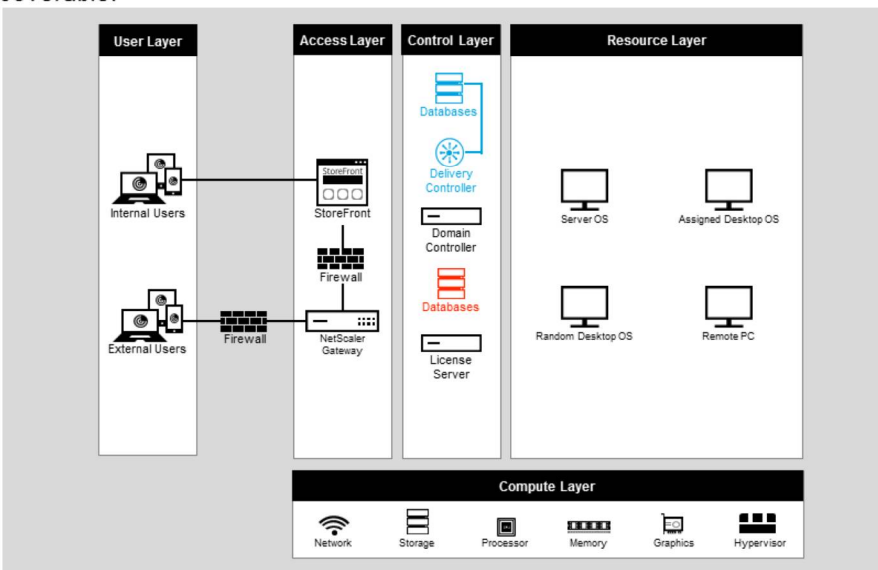 User Layer
Access Layer
Control Layer
Resource Layer
Databases
Delivery
Controller
StoreFront
Internal Users
StoreFront
Server OS
Assigned Desktop OS
Domain
Controller
Firewall
Databases
External Users
Firewall
NetScaler
Gateway
Random Desktop OS
Remote PC
License
Server
Compute Layer
Network
Storage
Processor
Memory
Graphics
Hypervisor